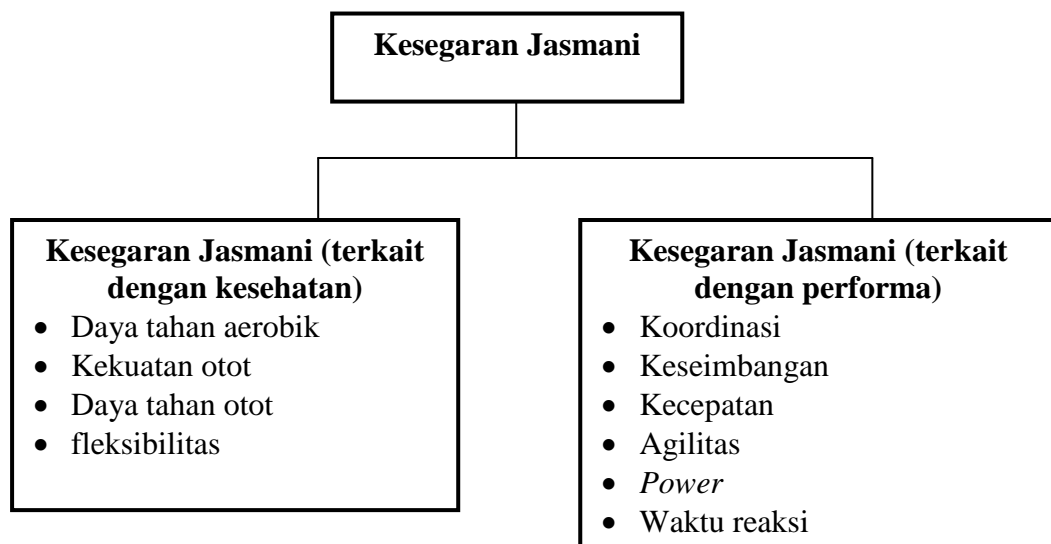 Kesegaran Jasmani
Kesegaran Jasmani (terkait
dengan kesehatan)
• Daya tahan aerobik
• Kekuatan otot
• Daya tahan otot
• fleksibilitas
Kesegaran Jasmani (terkait
dengan performa)
• Koordinasi
• Keseimbangan
• Kecepatan
• Agilitas
• Power
• Waktu reaksi